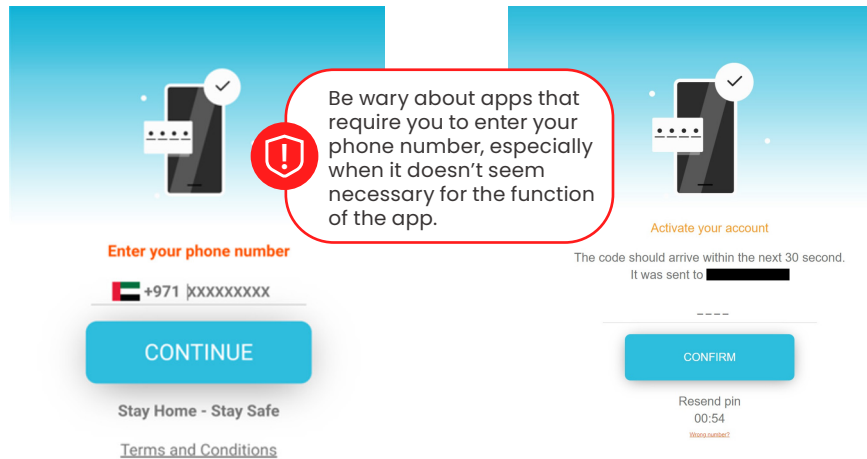 Be wary about apps that
require you to enter your
phone number, especially
when it doesn't seem
necessary for the function
of the app.
Enter your phone number
+971 XXXXXXXXX
CONTINUE
Stay Home - Stay Safe
Terms and Conditions
Activate your account
The code should arrive within the next 30 second.
It was sent to
CONFIRM
Resend pin
00:54
Wrong number?